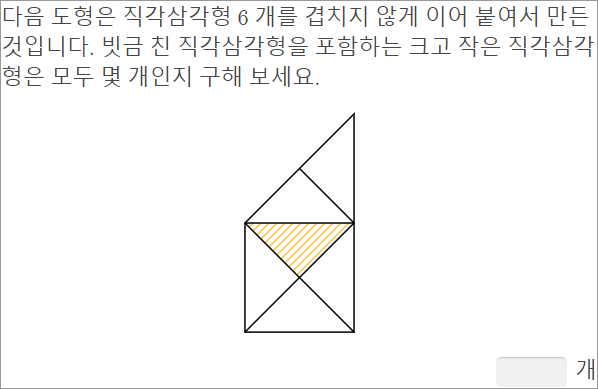 다음 도형은 직각삼각형 6 개를 겹치지 않게 이어 붙여서 만든
것입니다. 빗금 친 직각삼각형을 포함하는 크고 작은 직각삼각
형은 모두 몇 개인지 구해 보세요.
개